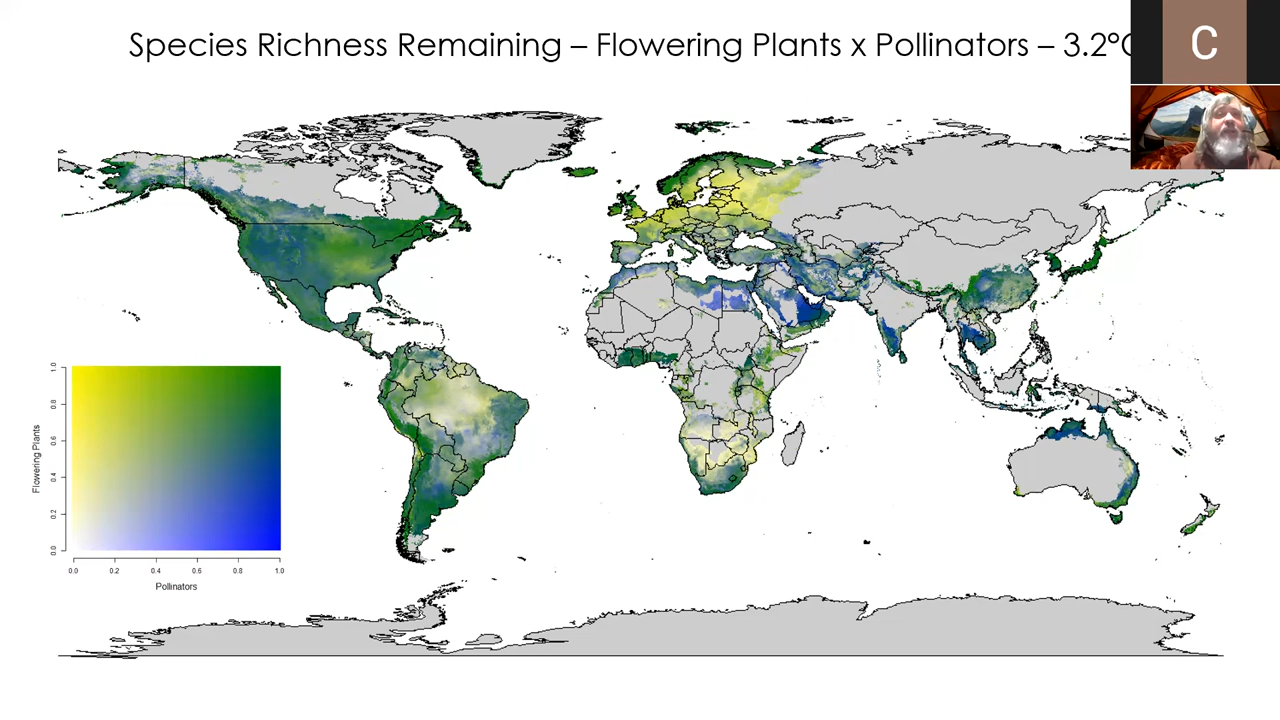 Species Richness Remaining – Flowering Plants x Pollinators – 3.2°C
C
1.0
0.8
0.6
0.4
0.2
0.0
Flowering Plants
0.0 0.2 0.4 0.6 0.8 1.0
Pollinators